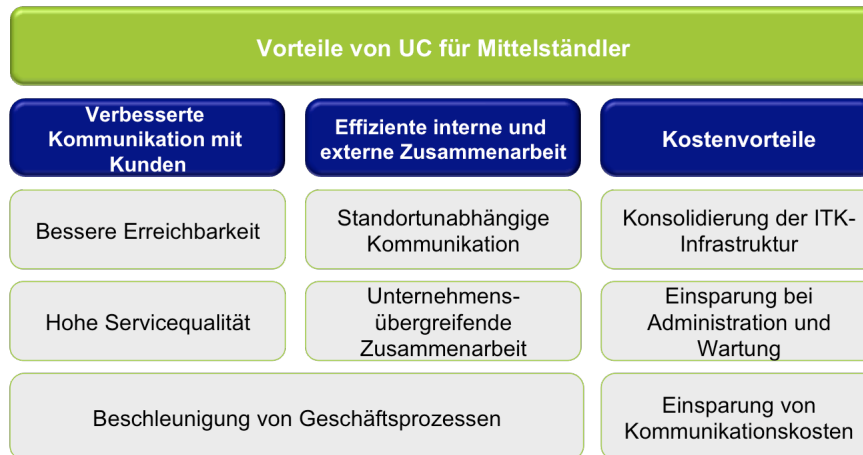 Vorteile von UC für Mittelständler
Verbesserte
Kommunikation mit
Kunden
Effiziente interne und
externe Zusammenarbeit
Kostenvorteile
Bessere Erreichbarkeit
Standortunabhängige
Kommunikation
Konsolidierung der ITK-
Infrastruktur
Hohe Servicequalität
Unternehmens-
übergreifende
Zusammenarbeit
Einsparung bei
Administration und
Wartung
Beschleunigung von Geschäftsprozessen
Einsparung von
Kommunikationskosten